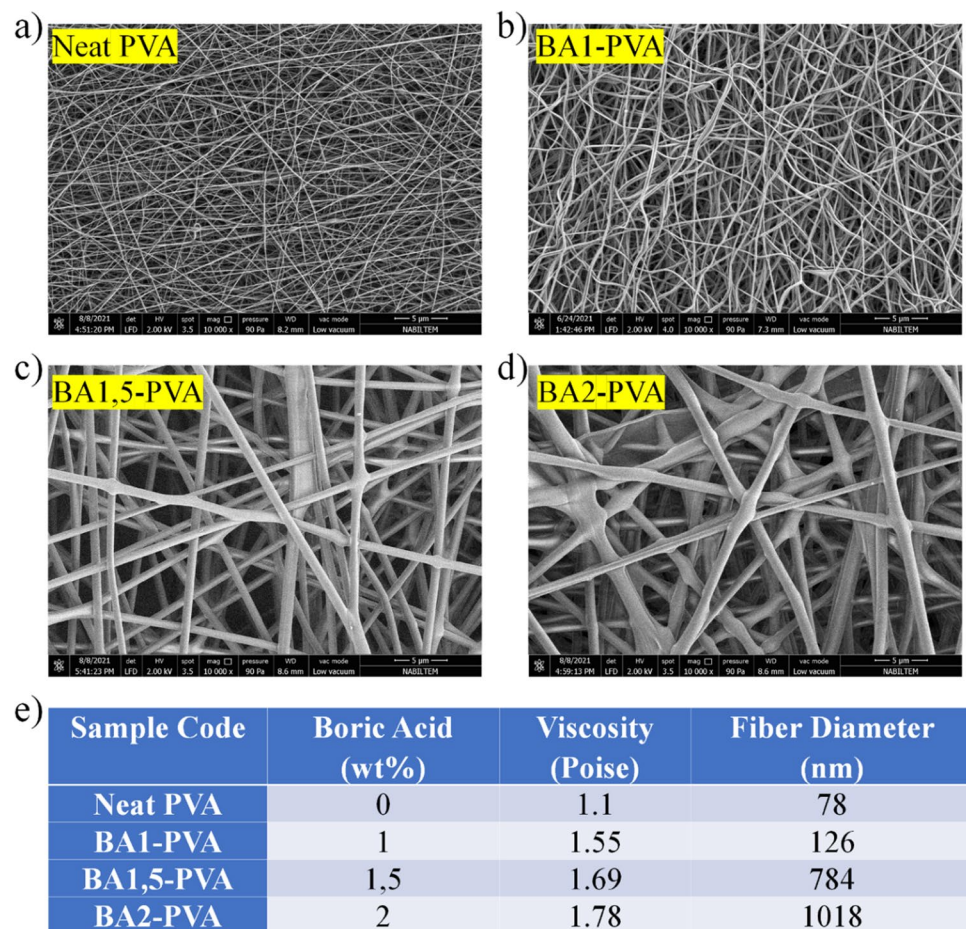 a)
Neat PVA
8/8/2021 det HV spot mag pressure WD vac mode 5 µm
4:51:20 PM LFD 2.00 kV 3.5 10 000 x 90 Pa 8.2 mm Low vacuum NABILTEM
b)
BA1-PVA
6/24/2021 det HV spot mag pressure WD vac mode 5 µm
1:42:46 PM LFD 2.00 kV 4.0 10 000 x 90 Pa 7.3 mm Low vacuum NABILTEM
c)
BA1,5-PVA
8/8/2021 det HV spot mag pressure WD vac mode 5 µm
5:41:23 PM LFD 2.00 kV 3.5 10 000 x 90 Pa 8.6 mm Low vacuum NABILTEM
d)
BA2-PVA
8/8/2021 det HV spot mag pressure WD vac mode 5 µm
4:59:13 PM LFD 2.00 kV 3.5 10 000 x 90 Pa 8.6 mm Low vacuum NABILTEM
e)
Sample Code Boric Acid Viscosity Fiber Diameter
(wt%) (Poise) (nm)
Neat PVA 0 1.1 78
BA1-PVA 1 1.55 126
BA1,5-PVA 1,5 1.69 784
BA2-PVA 2 1.78 1018